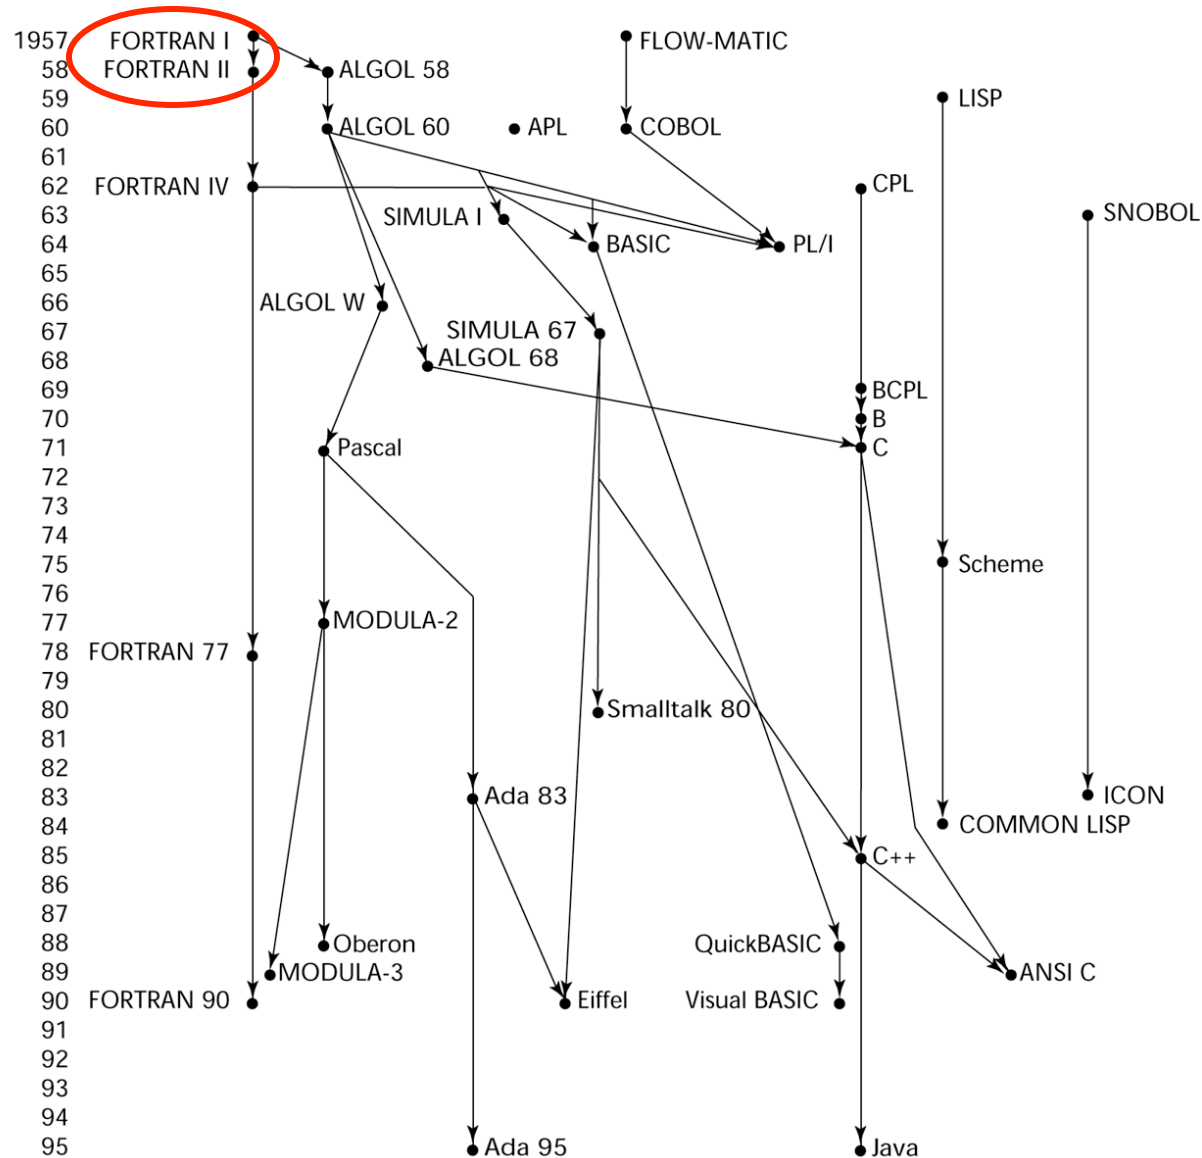 1957 FORTRAN I FLOW-MATIC
58 FORTRAN II ALGOL 58
59 LISP
60 ALGOL 60 APL COBOL
61
62 FORTRAN IV CPL
63 SIMULA I SNOBOL
64 BASIC PL/I
65
66 ALGOL W
67 SIMULA 67
68 ALGOL 68
69 BCPL
70 B
71 Pascal C
72
73
74
75 Scheme
76
77 MODULA-2
78 FORTRAN 77
79
80 Smalltalk 80
81
82
83 Ada 83 ICON
84 COMMON LISP
85 C++
86
87
88 Oberon QuickBASIC
89 MODULA-3 ANSI C
90 FORTRAN 90 Eiffel Visual BASIC
91
92
93
94
95 Ada 95 Java